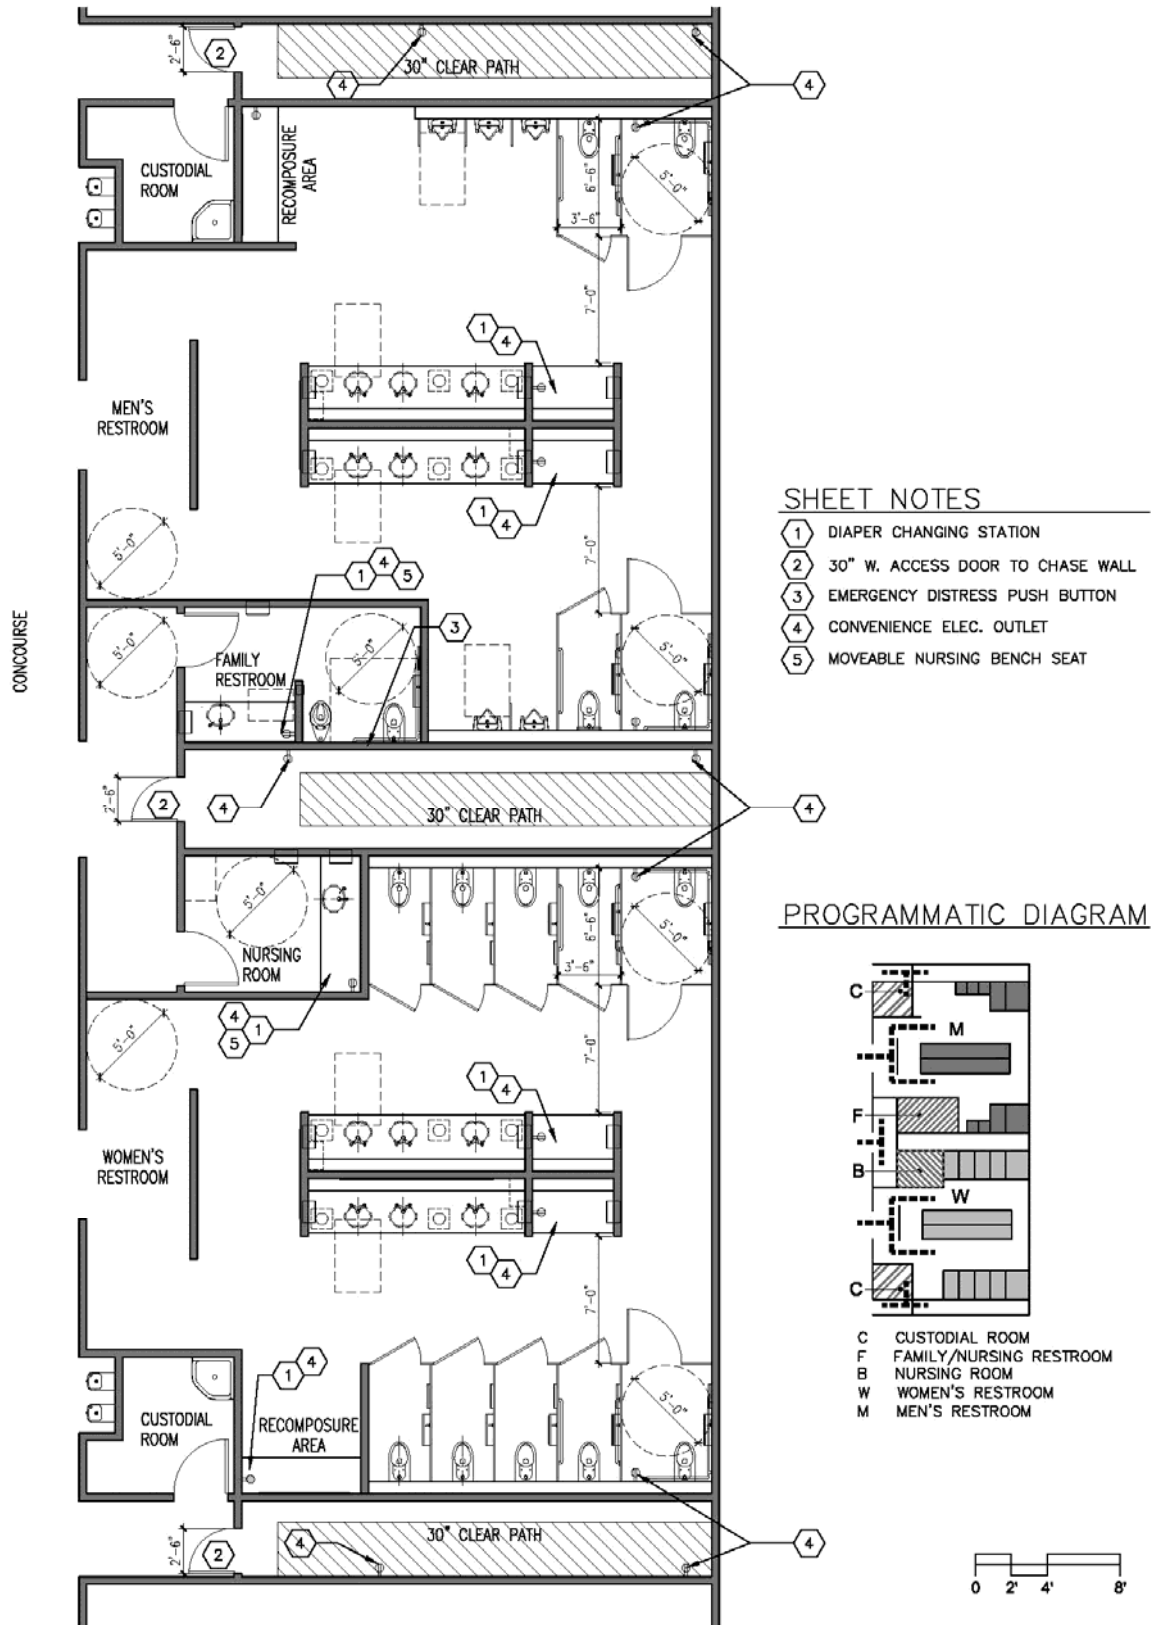 2'-6"
2
30" CLEAR PATH
4
4
CUSTODIAL
ROOM
RECOMPOSURE
AREA
6'-6"
5'-0"
3'-6"
7'-0"
1
4
MEN'S
RESTROOM
1
4
7'-0"
5'-0"
4
1
5
5'-0"
5'-0"
3
5'-0"
FAMILY
RESTROOM
CONCOURSE
2'-6"
2
4
30" CLEAR PATH
4
5'-0"
6'-6"
5'-0"
NURSING
ROOM
3'-6"
4
1
5
5'-0"
7'-0"
1
4
WOMEN'S
RESTROOM
1
4
7'-0"
4
1
5'-0"
CUSTODIAL
ROOM
RECOMPOSURE
AREA
2'-6"
2
4
30" CLEAR PATH
4
SHEET NOTES
1 DIAPER CHANGING STATION
2 30" W. ACCESS DOOR TO CHASE WALL
3 EMERGENCY DISTRESS PUSH BUTTON
4 CONVENIENCE ELEC. OUTLET
5 MOVEABLE NURSING BENCH SEAT
PROGRAMMATIC DIAGRAM
C
M
F
B
W
C
C CUSTODIAL ROOM
F FAMILY/NURSING RESTROOM
B NURSING ROOM
W WOMEN'S RESTROOM
M MEN'S RESTROOM
0 2' 4' 8'